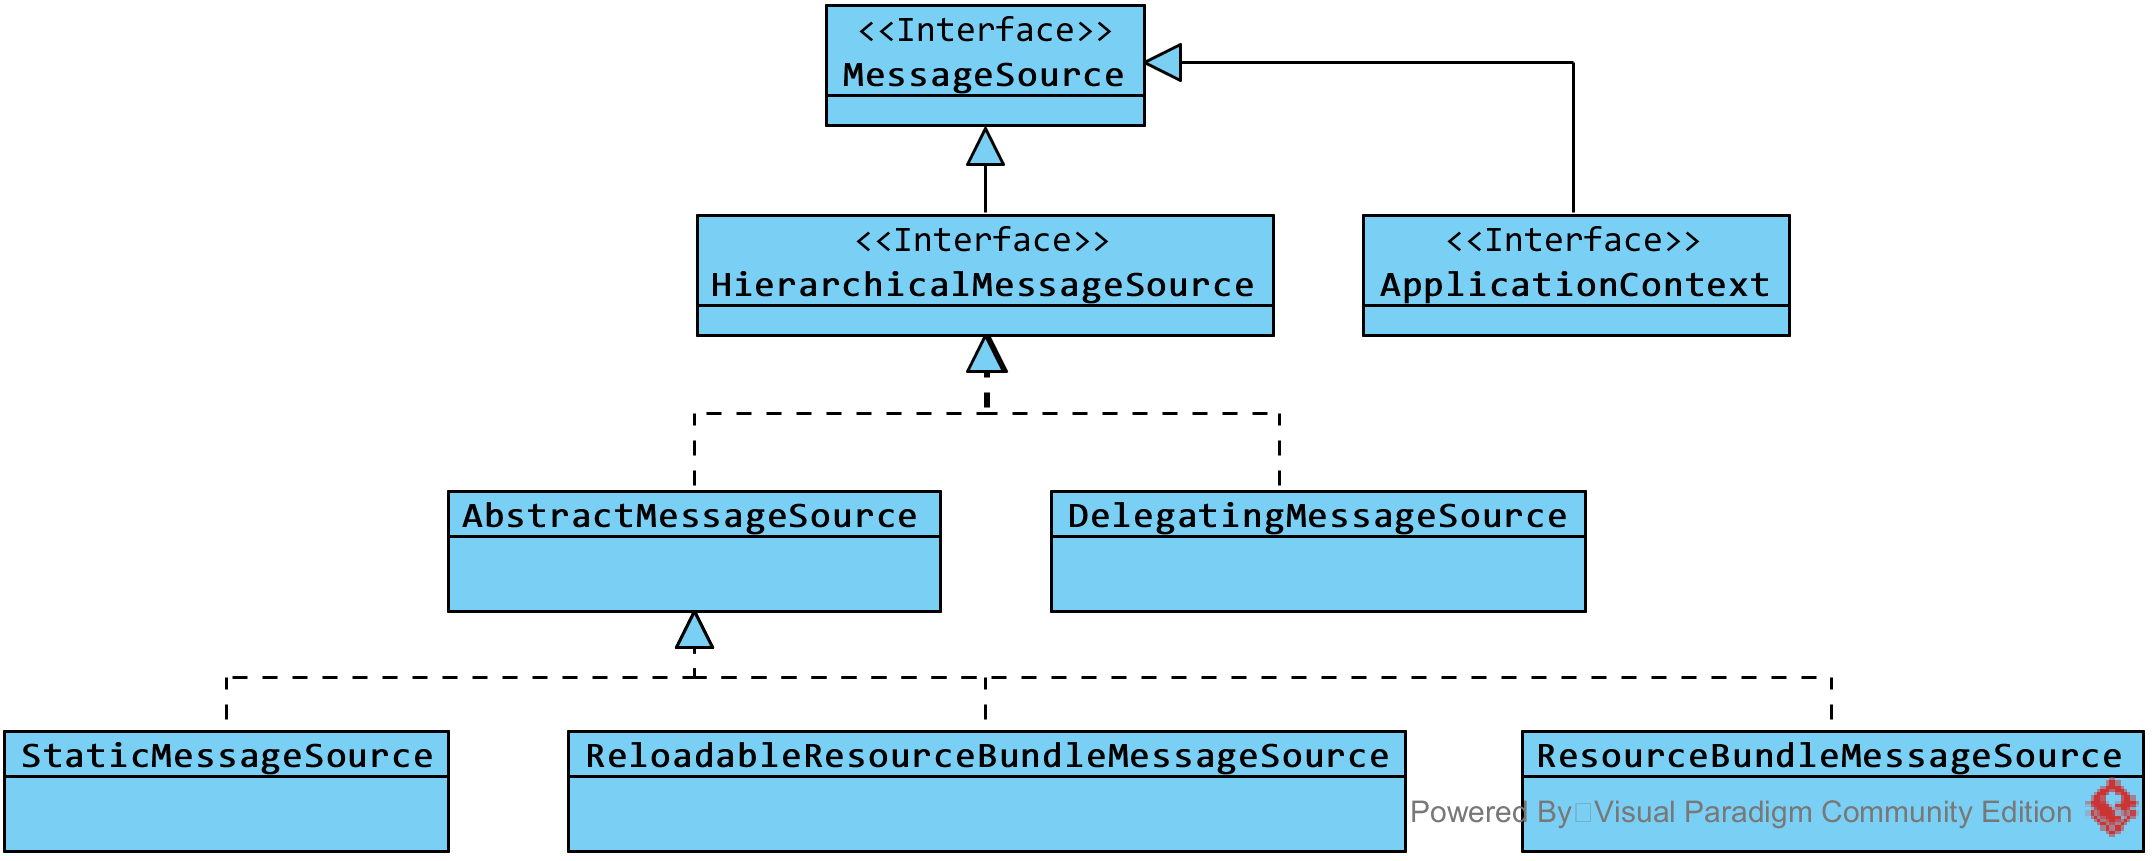 <<Interface>>
MessageSource
<<Interface>>
HierarchicalMessageSource
<<Interface>>
ApplicationContext
AbstractMessageSource
DelegatingMessageSource
StaticMessageSource
ReloadableResourceBundleMessageSource
ResourceBundleMessageSource
Powered By Visual Paradigm Community Edition